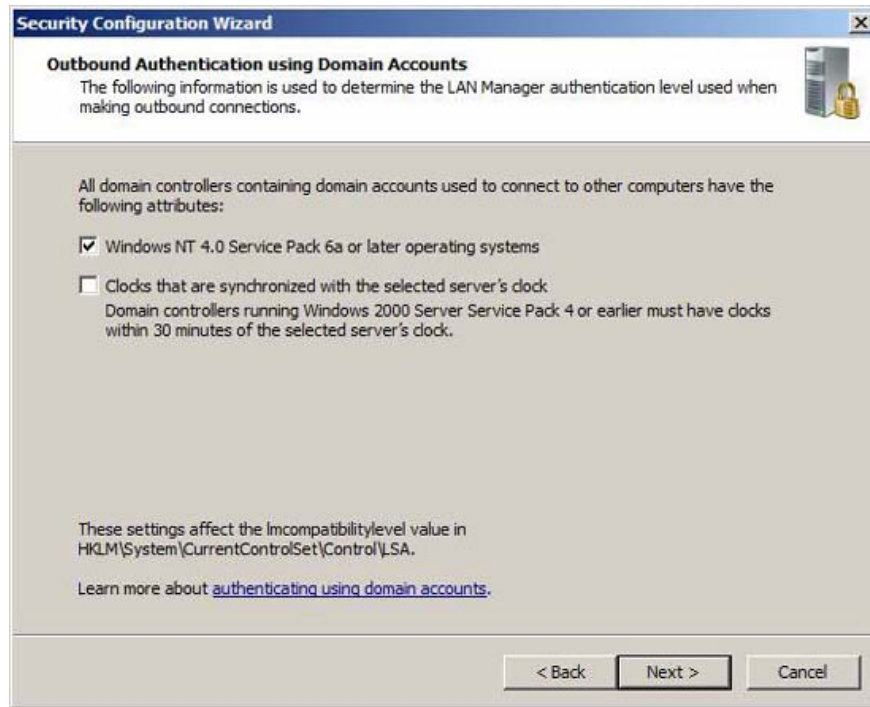 Security Configuration Wizard
Outbound Authentication using Domain Accounts
The following information is used to determine the LAN Manager authentication level used when
making outbound connections.
All domain controllers containing domain accounts used to connect to other computers have the
following attributes:
Windows NT 4.0 Service Pack 6a or later operating systems
Clocks that are synchronized with the selected server's clock
Domain controllers running Windows 2000 Server Service Pack 4 or earlier must have clocks
within 30 minutes of the selected server's clock.
These settings affect the lmcompatibilitylevel value in
HKLM\System\CurrentControlSet\Control\LSA.
Learn more about authenticating using domain accounts.
< Back Next > Cancel